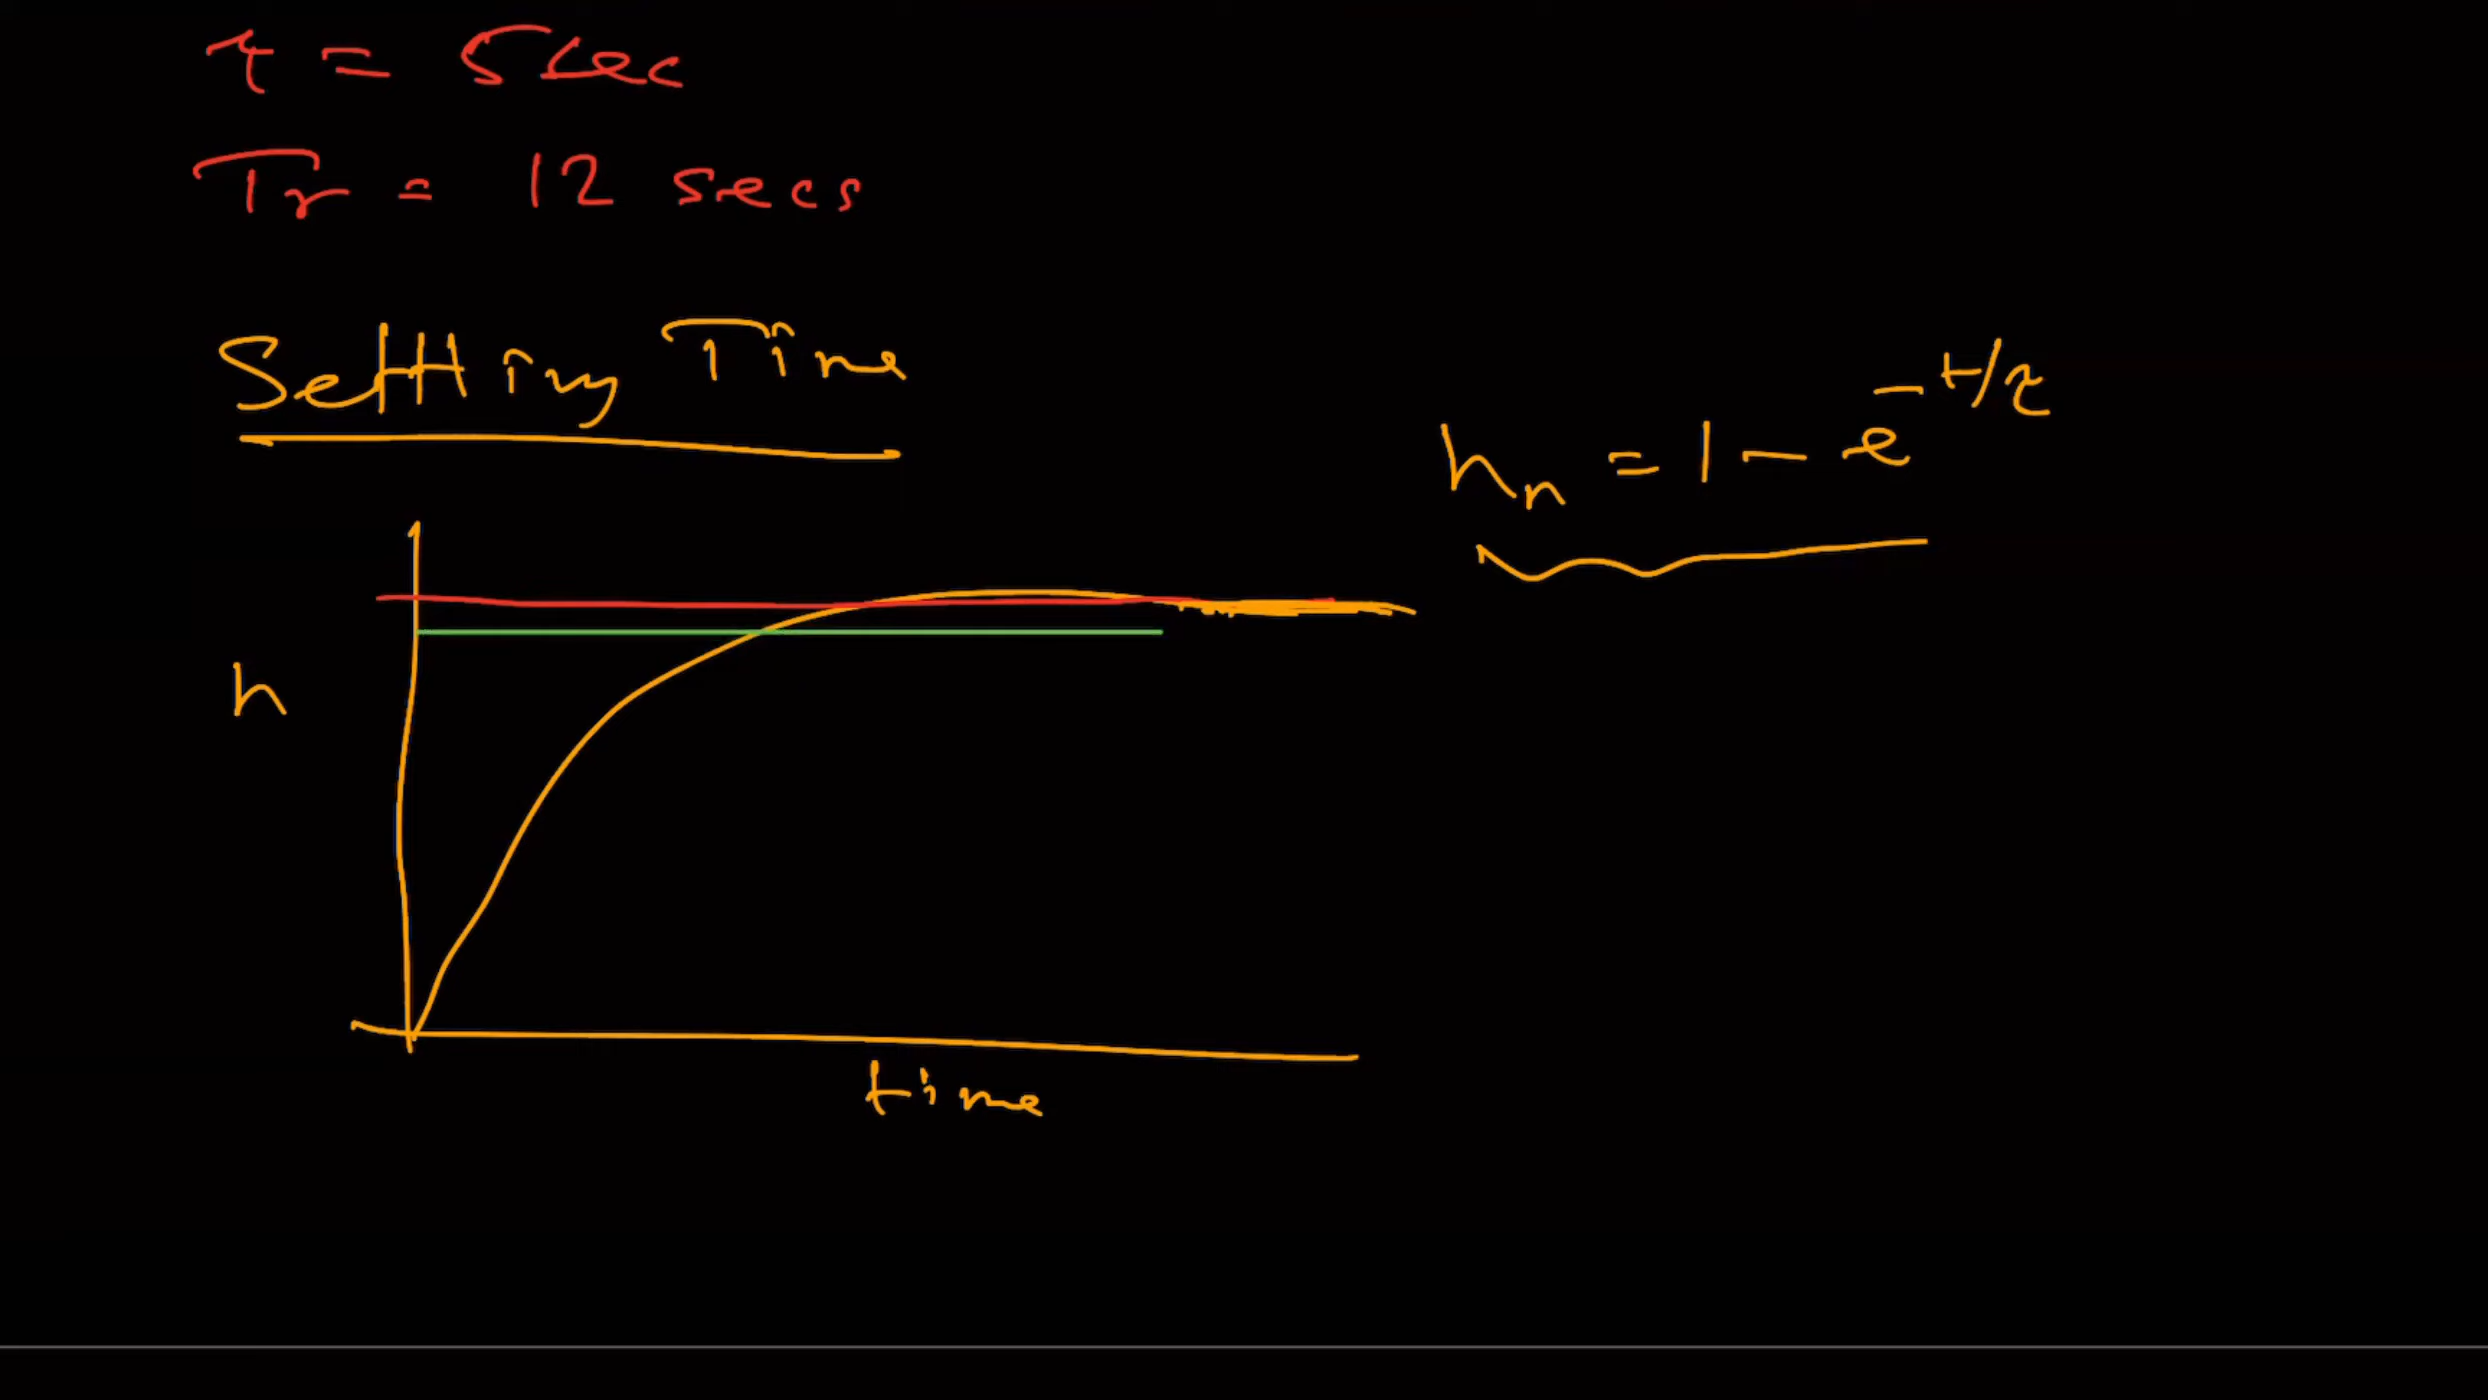 τ = 5 sec
Tr = 12 secs
Settling Time
hn = 1 - e^-t/τ
h
time